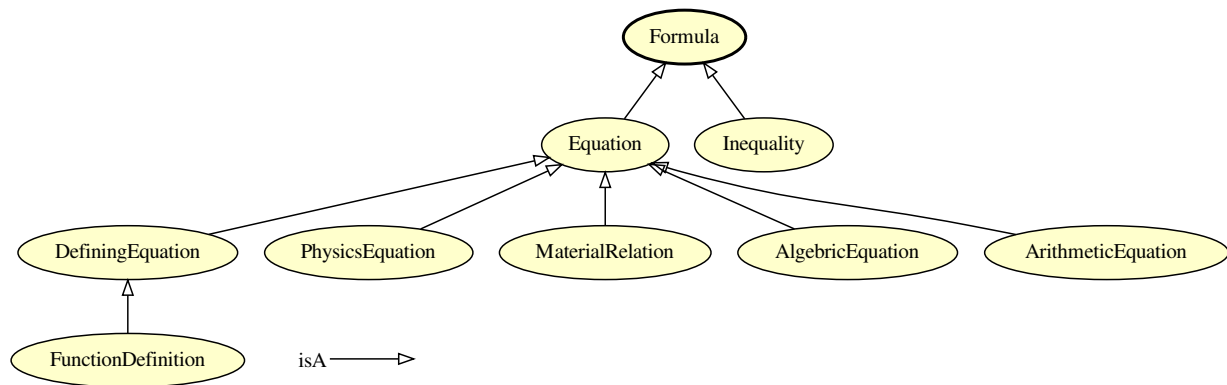 Formula
Equation
Inequality
DefiningEquation
PhysicsEquation
MaterialRelation
AlgebricEquation
ArithmeticEquation
FunctionDefinition
isA